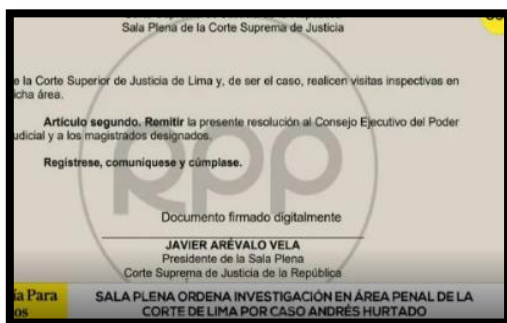 Sala Plena de la Corte Suprema de Justicia
e la Corte Superior de Justicia de Lima y, de ser el caso, realicen visitas inspectivas en
icha área.
Artículo segundo. Remitir la presente resolución al Consejo Ejecutivo del Poder
udicial y a los magistrados designados.
Regístrese, comuníquese y cúmplase.
rpp
Documento firmado digitalmente
JAVIER ARÉVALO VELA
Presidente de la Sala Plena
Corte Suprema de Justicia de la República
ía Para
os
SALA PLENA ORDENA INVESTIGACIÓN EN ÁREA PENAL DE LA
CORTE DE LIMA POR CASO ANDRÉS HURTADO